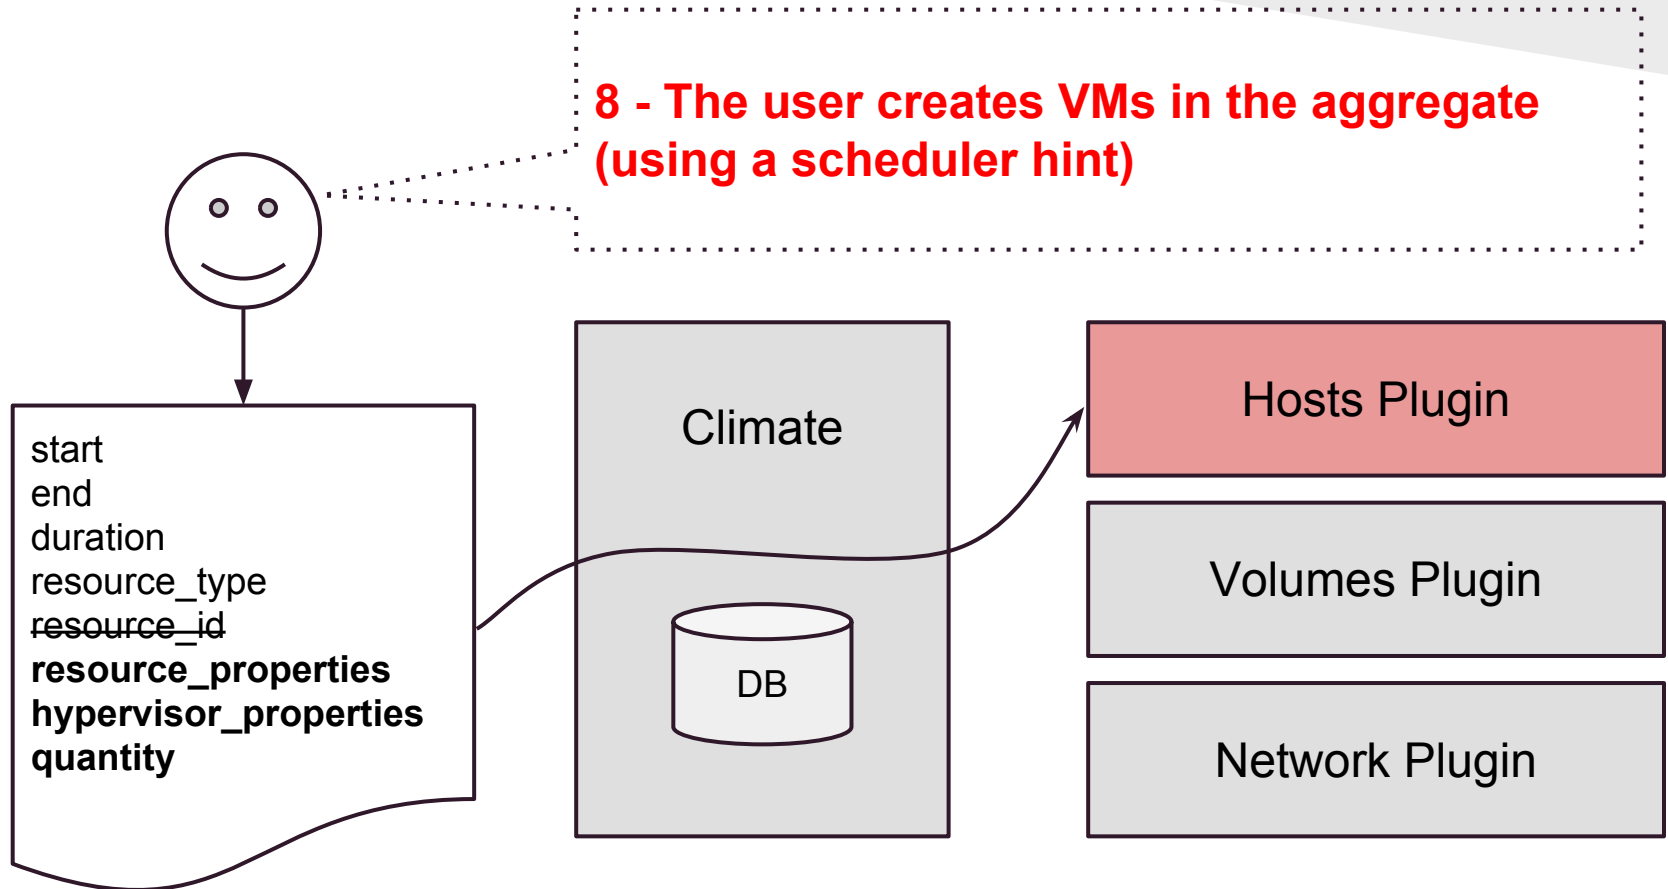 8 - The user creates VMs in the aggregate
(using a scheduler hint)
start
end
duration
resource_type
resource_id
resource_properties
hypervisor_properties
quantity
Climate
DB
Hosts Plugin
Volumes Plugin
Network Plugin